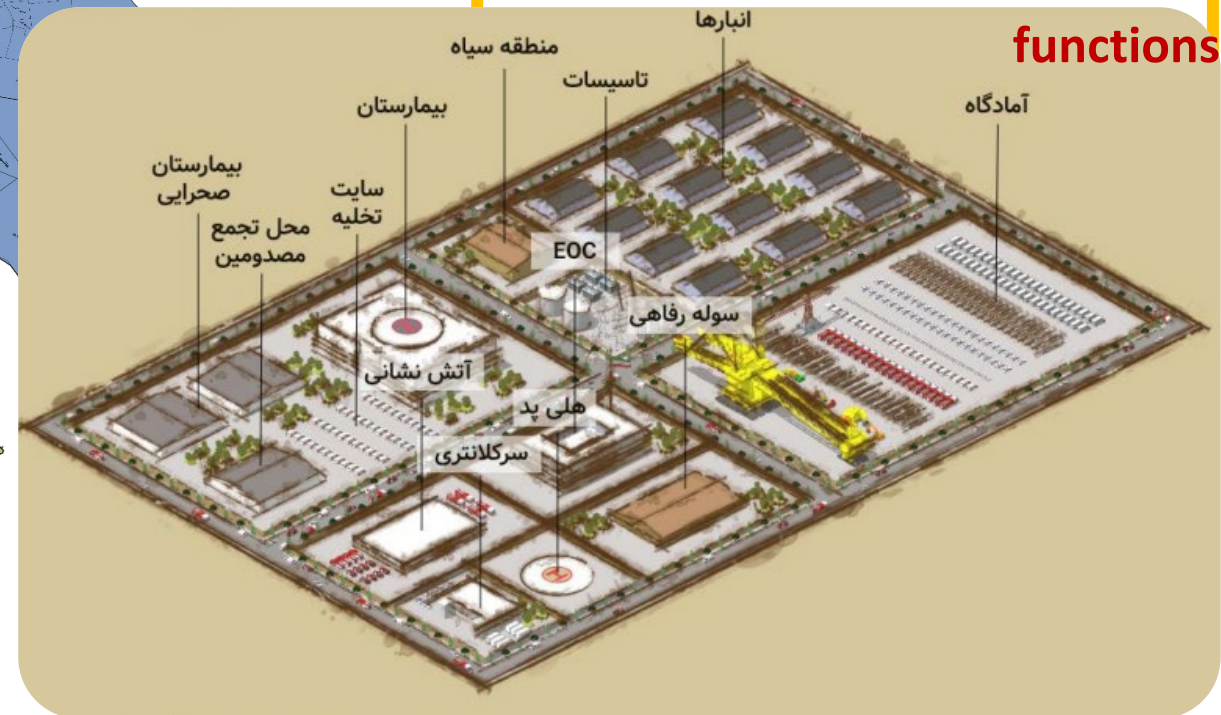 functions
انبارها
منطقه سیاه
تاسیسات
بیمارستان
آمادگاه
بیمارستان
صحرایی
سایت
تخلیه
محل تجمع
مصدومین
EOC
سوله رفاهی
آتش نشانی
هلی پد
سرکلانتری
H